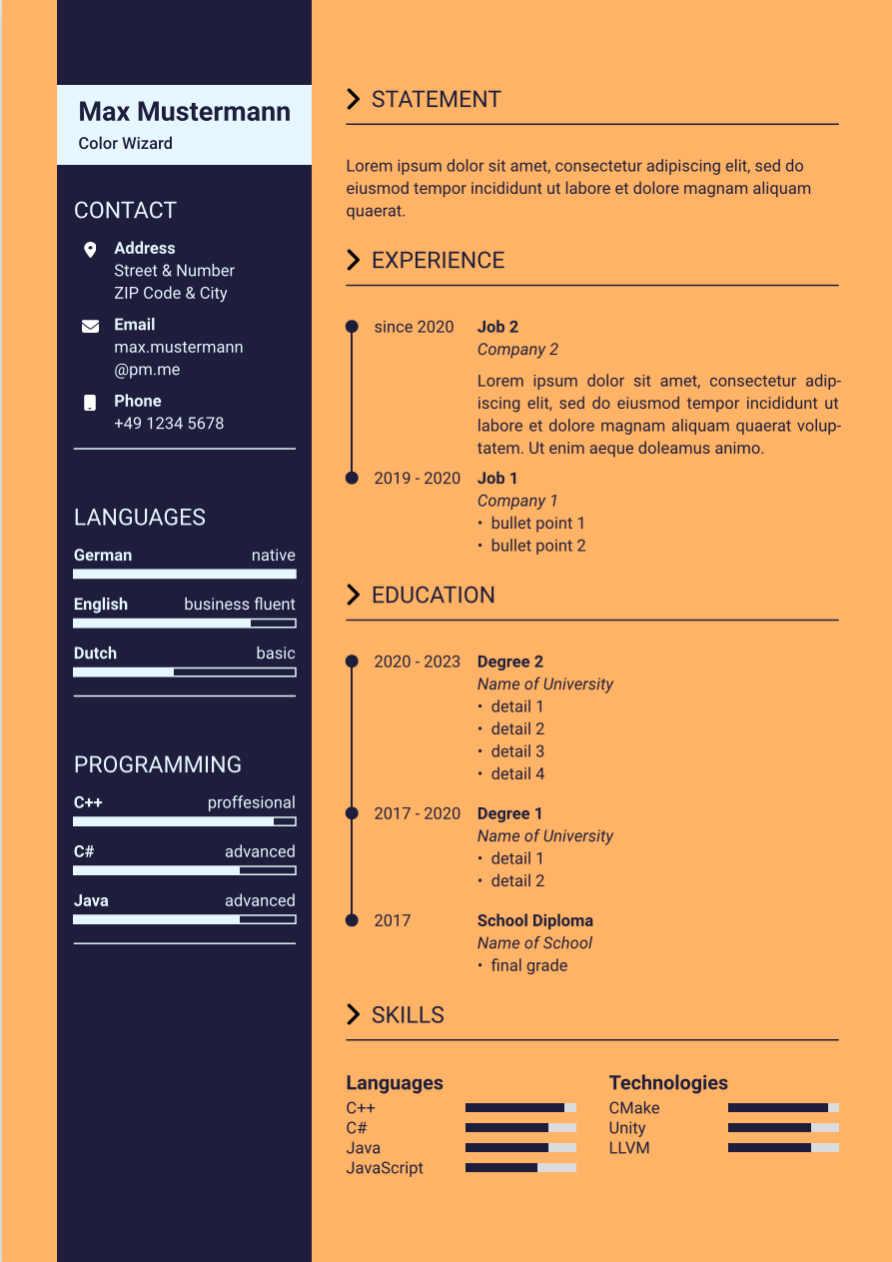 Max Mustermann
Color Wizard
CONTACT
Address
Street & Number
ZIP Code & City
Email
max.mustermann
@pm.me
Phone
+49 1234 5678
LANGUAGES
German native
English business fluent
Dutch basic
PROGRAMMING
C++ proffesional
C# advanced
Java advanced
STATEMENT
Lorem ipsum dolor sit amet, consectetur adipiscing elit, sed do
eiusmod tempor incididunt ut labore et dolore magnam aliquam
quaerat.
EXPERIENCE
since 2020 Job 2
Company 2
Lorem ipsum dolor sit amet, consectetur adip-
iscing elit, sed do eiusmod tempor incididunt ut
labore et dolore magnam aliquam quaerat volup-
tatem. Ut enim aeque doleamus animo.
2019 - 2020 Job 1
Company 1
• bullet point 1
• bullet point 2
EDUCATION
2020 - 2023 Degree 2
Name of University
• detail 1
• detail 2
• detail 3
• detail 4
2017 - 2020 Degree 1
Name of University
• detail 1
• detail 2
2017 School Diploma
Name of School
• final grade
SKILLS
Languages
C++
C#
Java
JavaScript
Technologies
CMake
Unity
LLVM